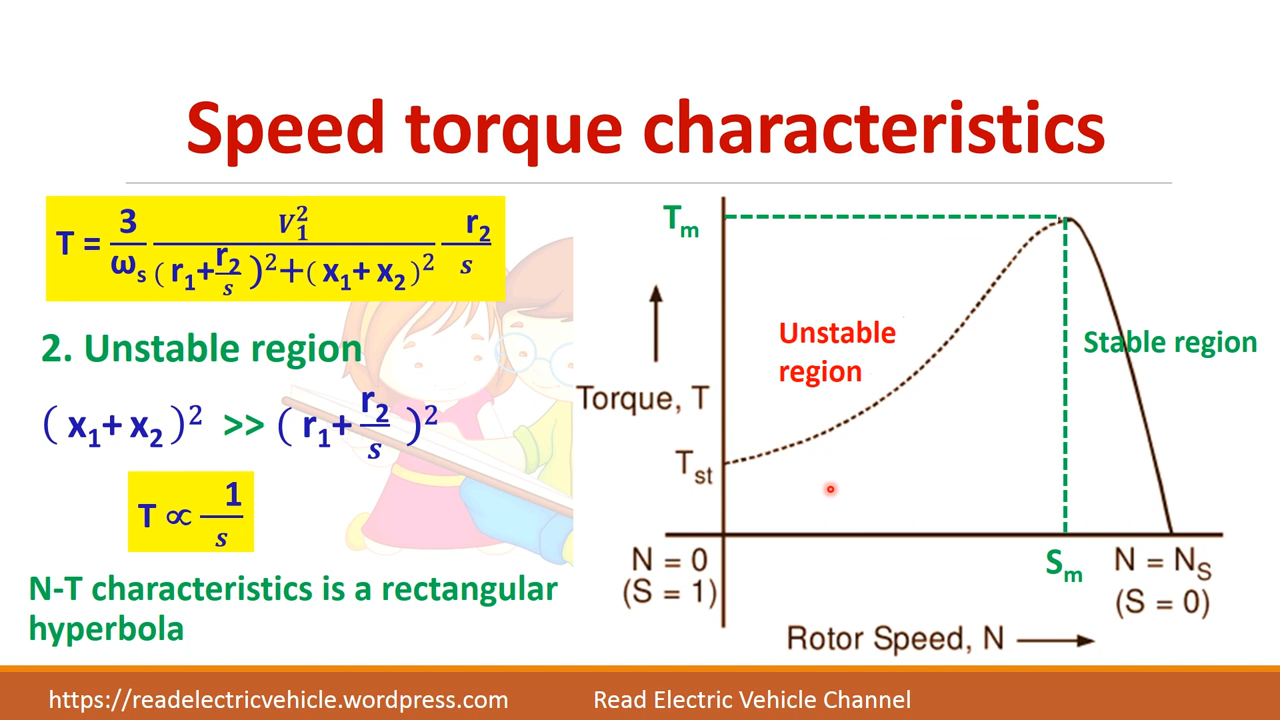 Speed torque characteristics
T = 3/ωs V₁²/((r₁+r₂/s)²+(x₁+x₂)²) r₂/s
2. Unstable region
(x₁+x₂)² >> (r₁+r₂/s)²
T ∝ 1/s
N-T characteristics is a rectangular
hyperbola
Tm
Unstable
region
Stable region
Torque, T
Tst
N = 0
(S = 1)
Sm
N = NS
(S = 0)
Rotor Speed, N
https://readelectricvehicle.wordpress.com
Read Electric Vehicle Channel